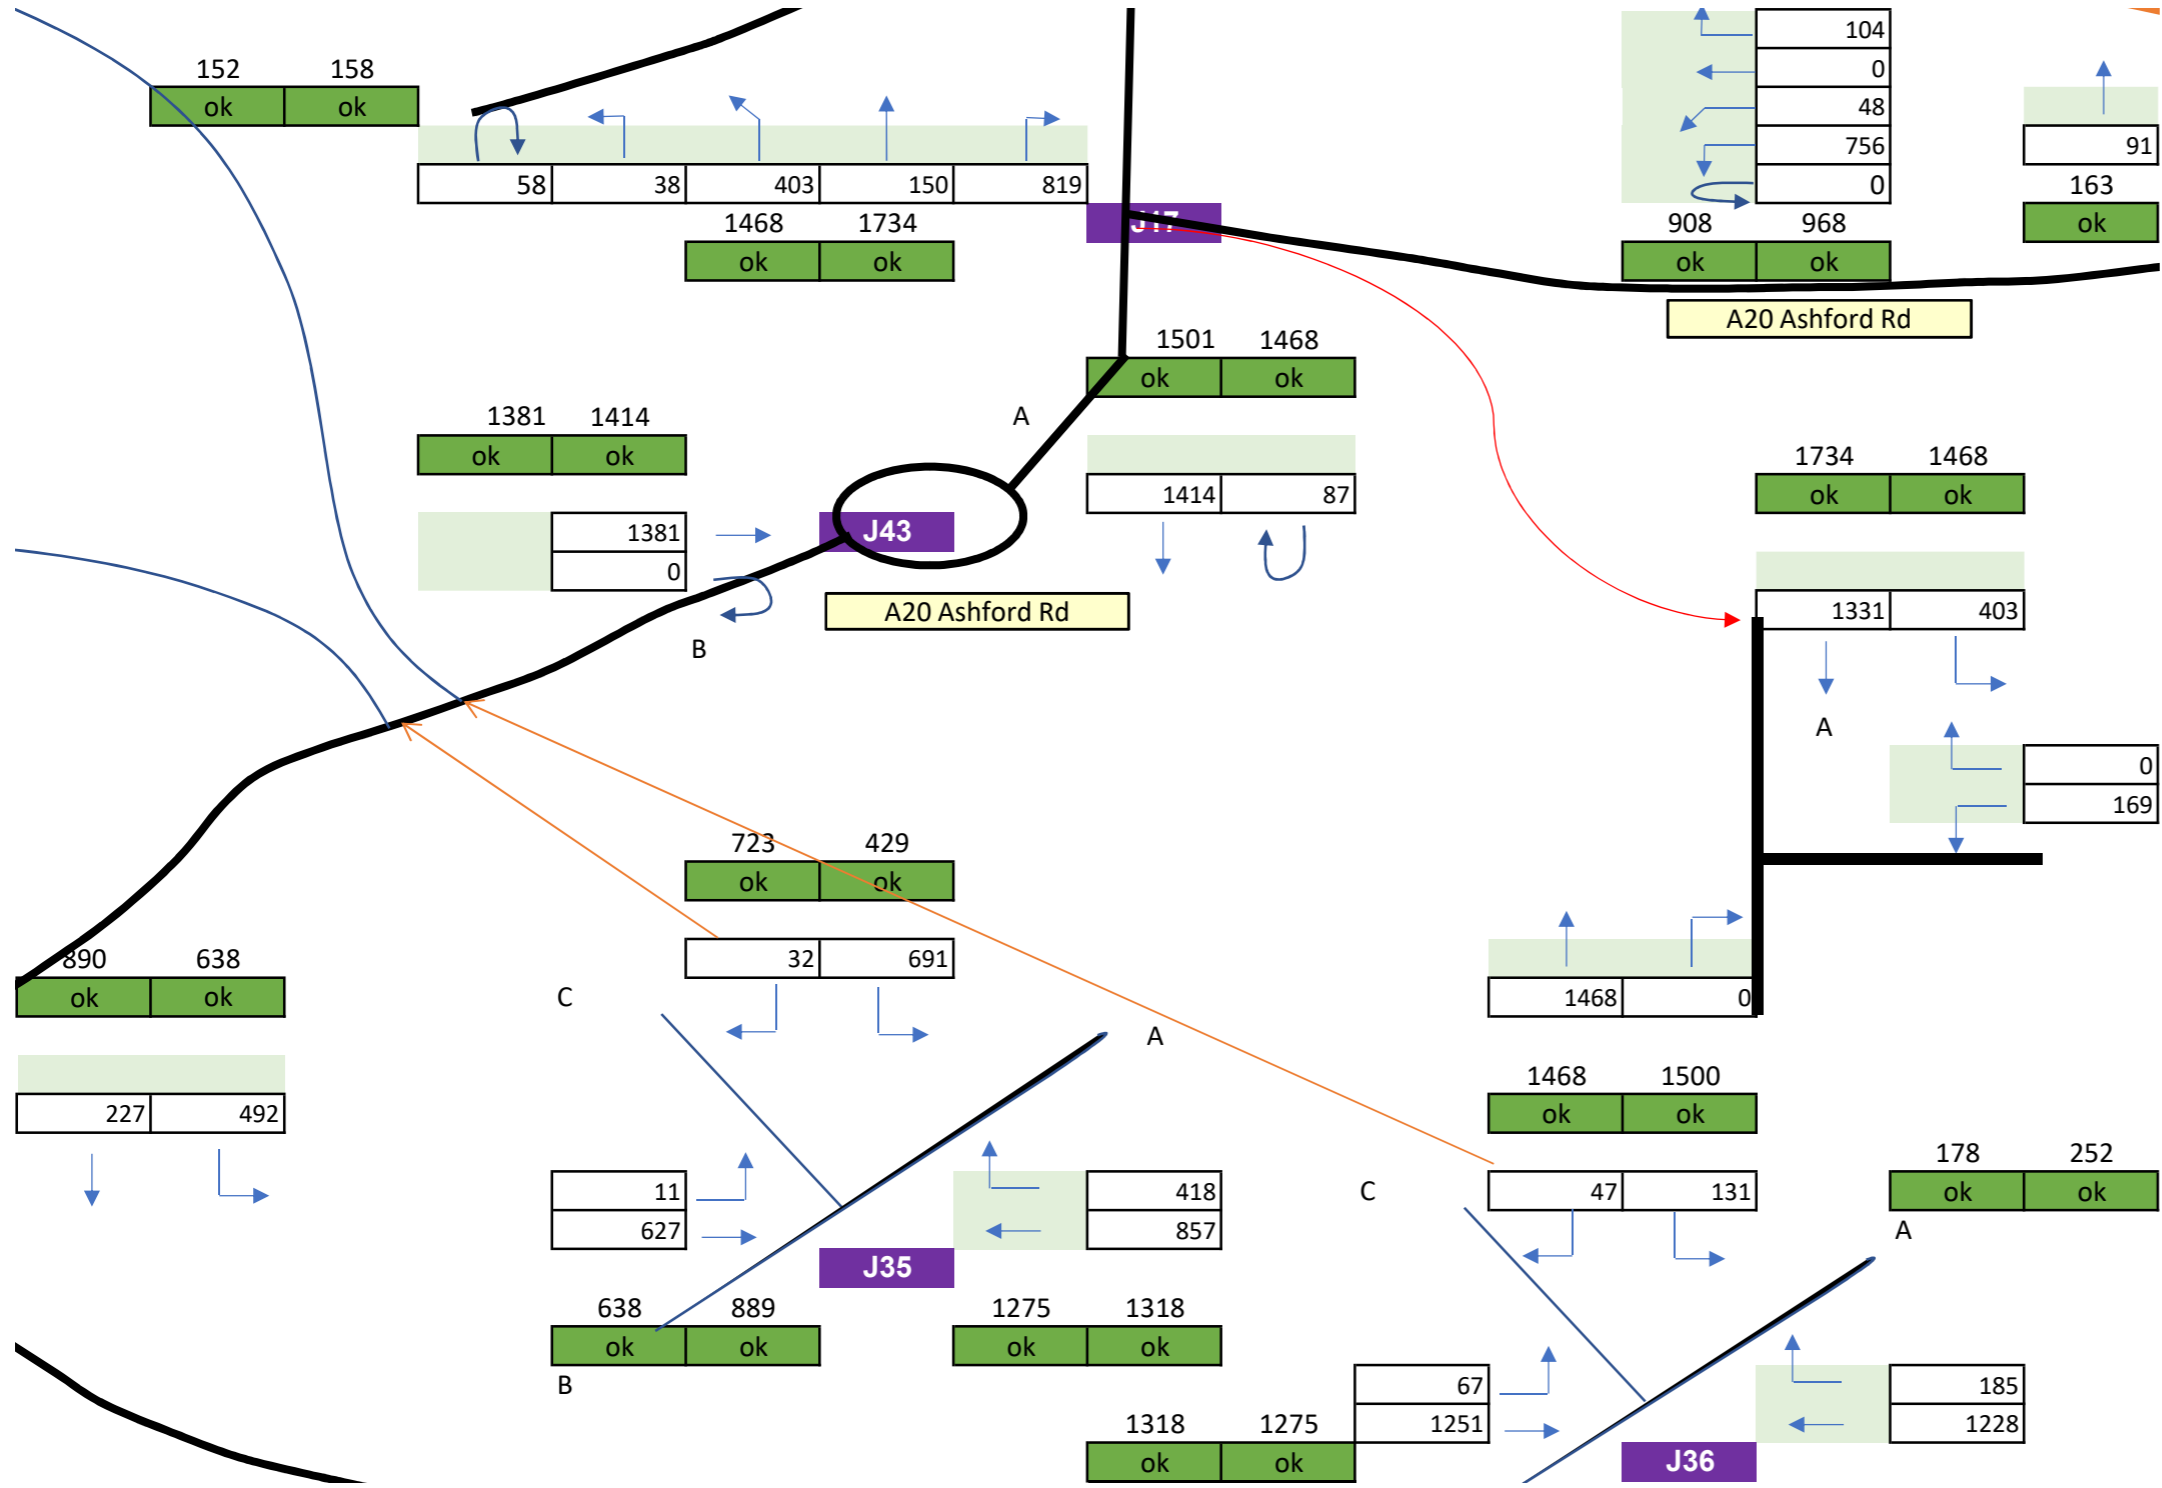 104
0
152 158
ok ok
48
756
91
58 38 403 150 819
0
163
1468 1734
J17
908 968
ok
ok ok
ok ok
A20 Ashford Rd
1501 1468
ok ok
A
1381 1414
ok ok
1734 1468
ok ok
1414 87
1381
J43
0
A20 Ashford Rd
1331 403
B
A
0
169
723 429
ok ok
32 691
890 638
ok ok
C
1468 0
A
1468 1500
ok ok
227 492
178 252
ok ok
11
418
C
47 131
627
857
A
J35
638 889
ok ok
1275 1318
ok ok
B
67
185
1318 1275
1251
1228
ok ok
J36